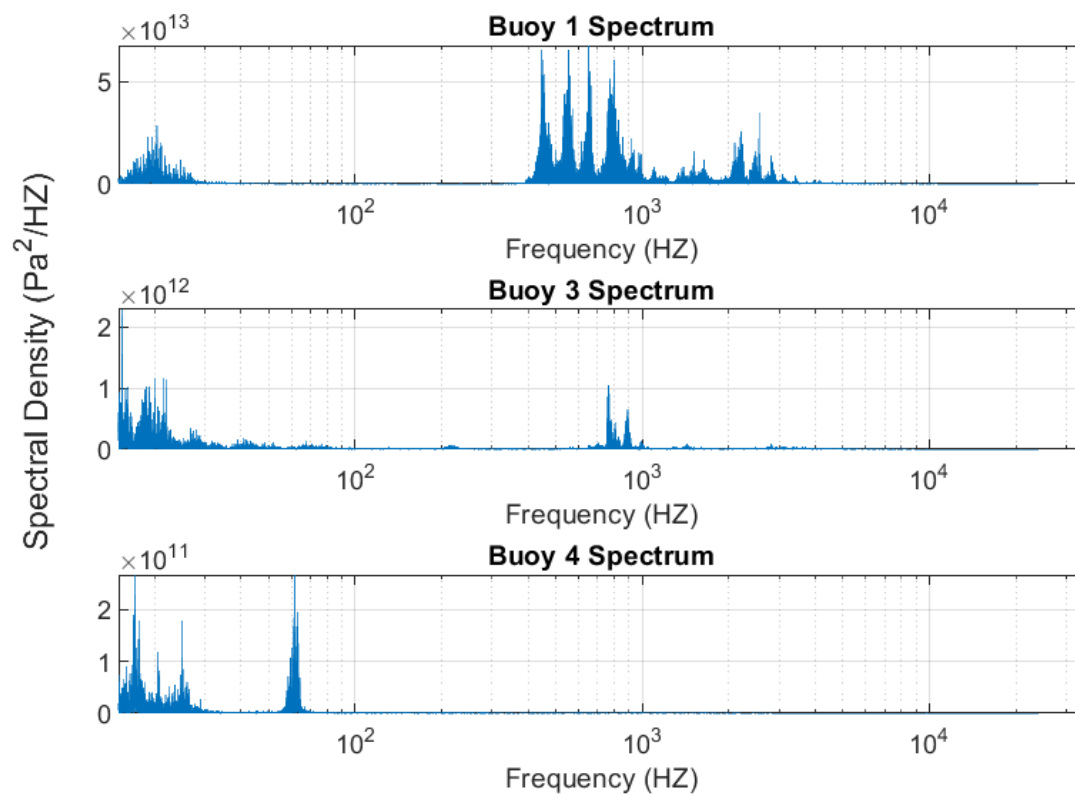 Spectral Density (Pa²/HZ)
×10¹³
Buoy 1 Spectrum
5
0
10² 10³ 10⁴
Frequency (HZ)
×10¹²
Buoy 3 Spectrum
2
1
0
10² 10³ 10⁴
Frequency (HZ)
×10¹¹
Buoy 4 Spectrum
2
1
0
10² 10³ 10⁴
Frequency (HZ)